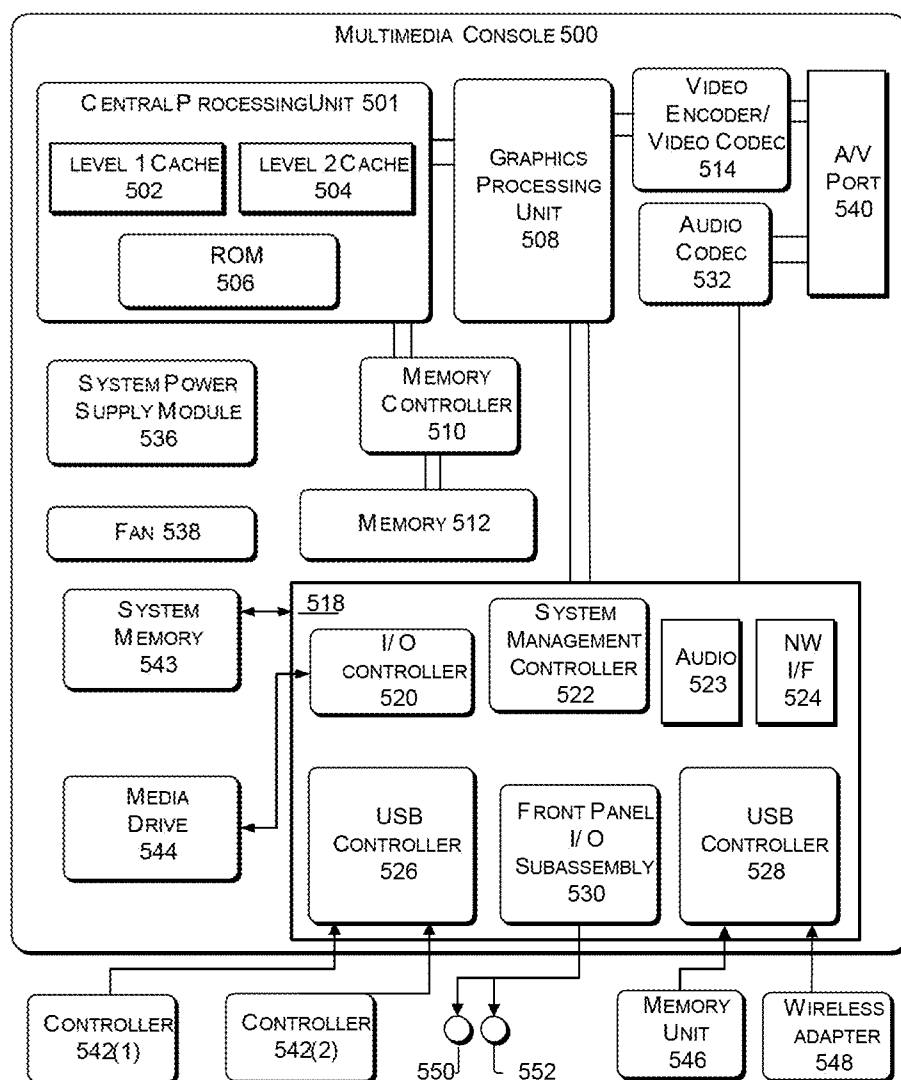 MULTIMEDIA CONSOLE 500
CENTRAL PROCESSING UNIT 501
LEVEL 1 CACHE
502
LEVEL 2 CACHE
504
ROM
506
GRAPHICS
PROCESSING
UNIT
508
VIDEO
ENCODER/
VIDEO CODEC
514
A/V
PORT
540
AUDIO
CODEC
532
SYSTEM POWER
SUPPLY MODULE
536
MEMORY
CONTROLLER
510
FAN 538
MEMORY 512
SYSTEM
MEMORY
543
518
I/O
CONTROLLER
520
SYSTEM
MANAGEMENT
CONTROLLER
522
AUDIO
523
NW
I/F
524
MEDIA
DRIVE
544
USB
CONTROLLER
526
FRONT PANEL
I/O
SUBASSEMBLY
530
USB
CONTROLLER
528
CONTROLLER
542(1)
CONTROLLER
542(2)
550
552
MEMORY
UNIT
546
WIRELESS
ADAPTER
548